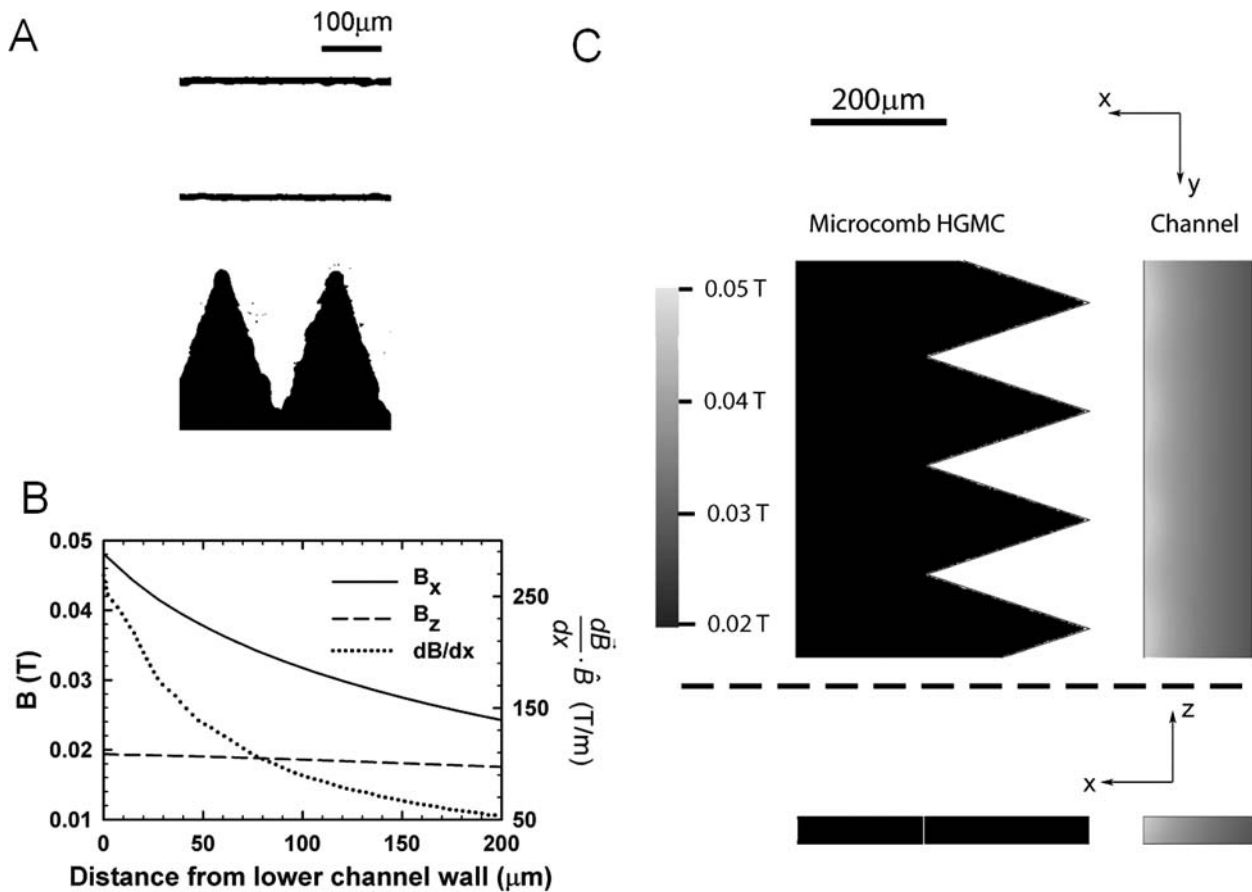 A
100μm
B
0.05
0.04
0.03
0.02
0.01
B (T)
250
150
50
dB⃗/dx · B̂ (T/m)
B_x
B_z
dB/dx
0
50
100
150
200
Distance from lower channel wall (μm)
C
200μm
x
y
Microcomb HGMC
Channel
0.05 T
0.04 T
0.03 T
0.02 T
z
x